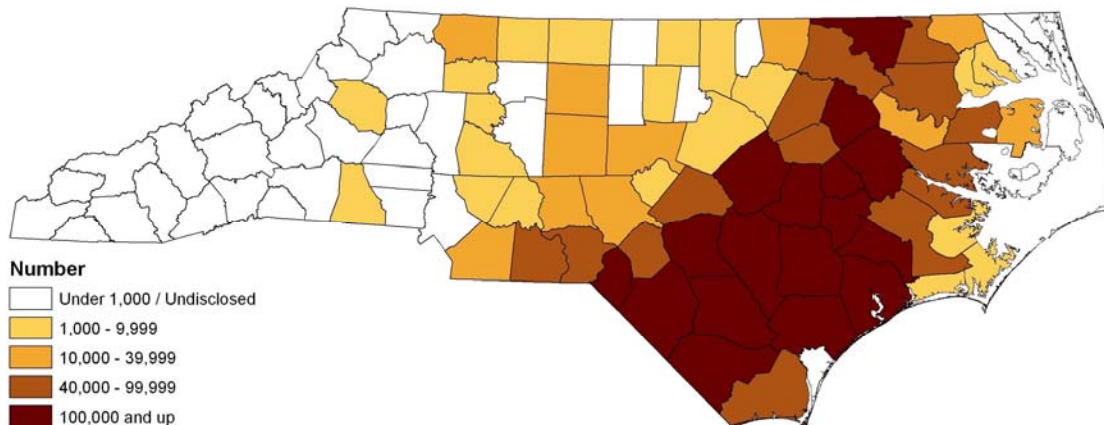 Number
Under 1,000 / Undisclosed
1,000 - 9,999
10,000 - 39,999
40,000 - 99,999
100,000 and up